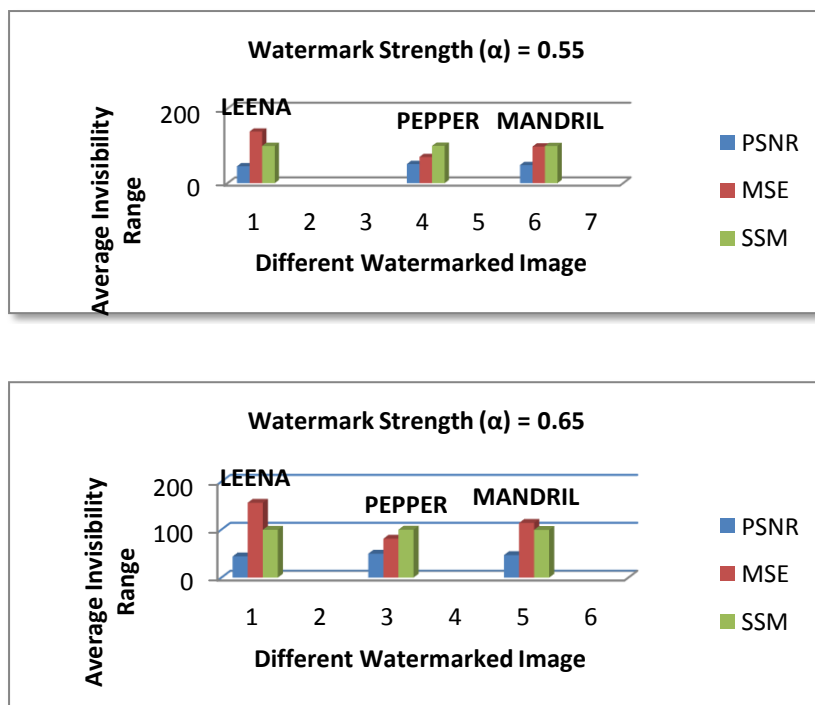 Watermark Strength (α) = 0.55
Average Invisibility
Range
200
0
LEENA
PEPPER
MANDRIL
1 2 3 4 5 6 7
Different Watermarked Image
PSNR
MSE
SSM
Watermark Strength (α) = 0.65
Average Invisibility
Range
200
100
0
LEENA
PEPPER
MANDRIL
1 2 3 4 5 6
Different Watermarked Image
PSNR
MSE
SSM